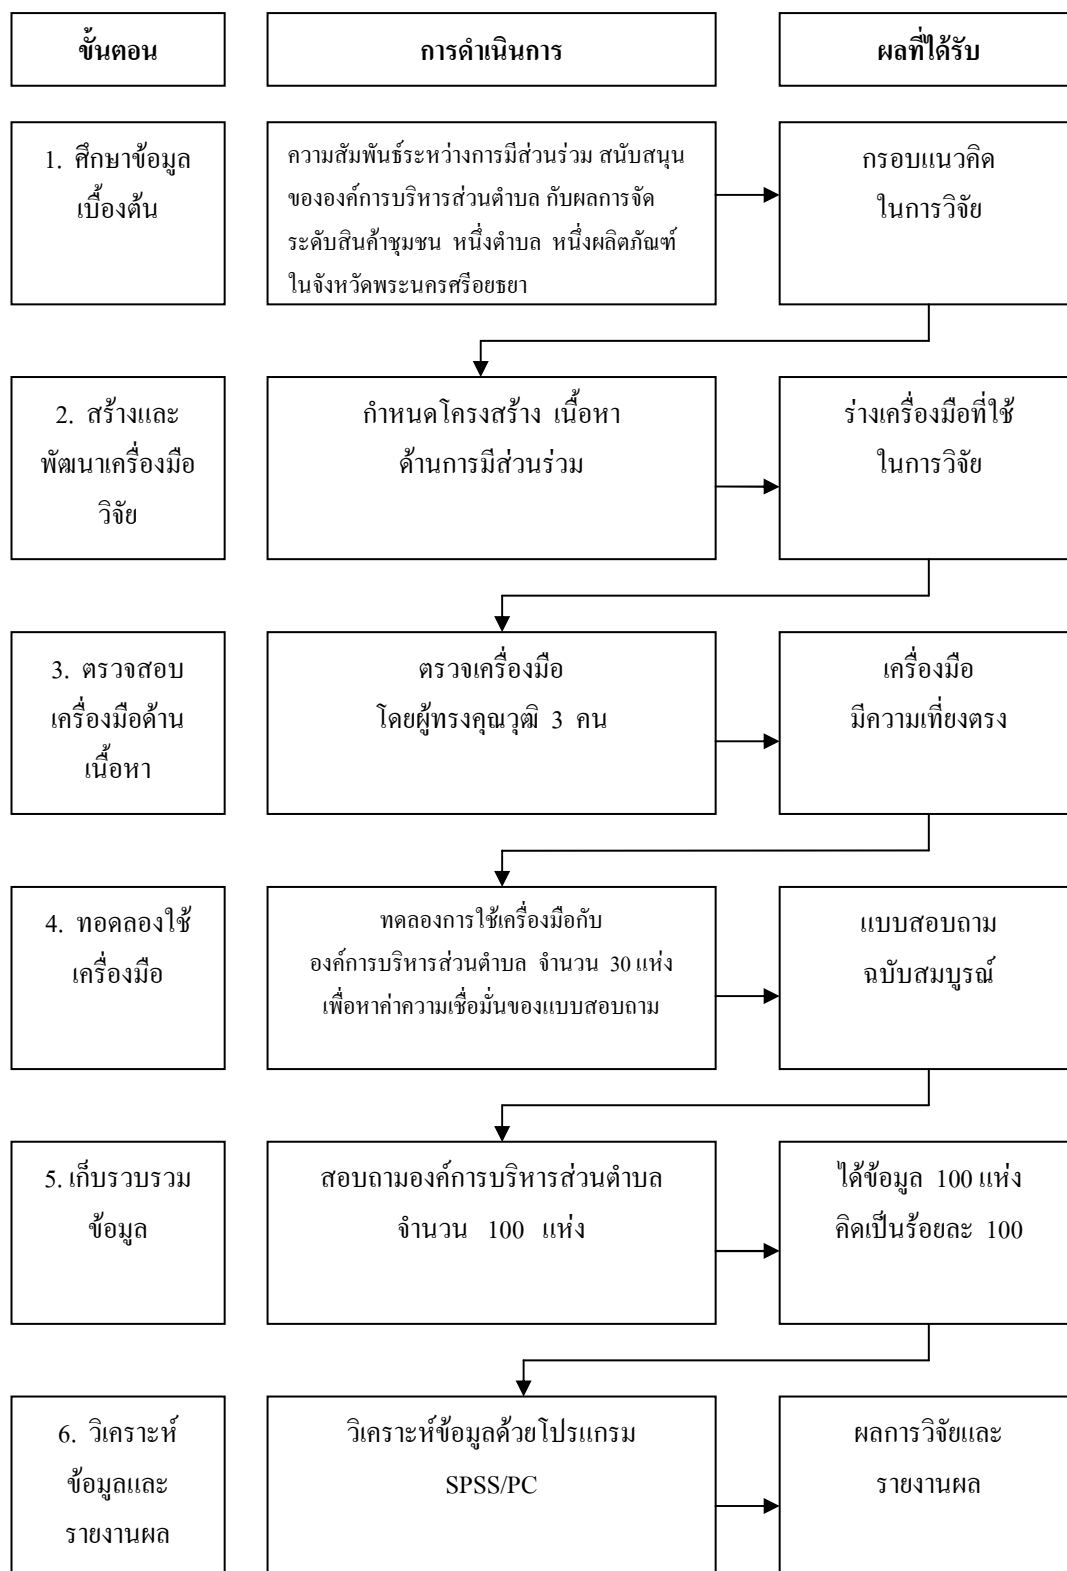 ขั้นตอน
การดำเนินการ
ผลที่ได้รับ
1. ศึกษาข้อมูล
เบื้องต้น
ความสัมพันธ์ระหว่างการมีส่วนร่วม สนับสนุน
ขององค์การบริหารส่วนตำบล กับผลการจัด
ระดับสินค้าชุมชน หนึ่งตำบล หนึ่งผลิตภัณฑ์
ในจังหวัดพระนครศรีอยธยา
กรอบแนวคิด
ในการวิจัย
2. สร้างและ
พัฒนาเครื่องมือ
วิจัย
กำหนดโครงสร้าง เนื้อหา
ด้านการมีส่วนร่วม
ร่างเครื่องมือที่ใช้
ในการวิจัย
3. ตรวจสอบ
เครื่องมือด้าน
เนื้อหา
ตรวจเครื่องมือ
โดยผู้ทรงคุณวุฒิ 3 คน
เครื่องมือ
มีความเที่ยงตรง
4. ทอดลองใช้
เครื่องมือ
ทดลองการใช้เครื่องมือกับ
องค์การบริหารส่วนตำบล จำนวน 30 แห่ง
เพื่อหาค่าความเชื่อมั่นของแบบสอบถาม
แบบสอบถาม
ฉบับสมบูรณ์
5. เก็บรวบรวม
ข้อมูล
สอบถามองค์การบริหารส่วนตำบล
จำนวน 100 แห่ง
ได้ข้อมูล 100 แห่ง
คิดเป็นร้อยละ 100
6. วิเคราะห์
ข้อมูลและ
รายงานผล
วิเคราะห์ข้อมูลด้วยโปรแกรม
SPSS/PC
ผลการวิจัยและ
รายงานผล